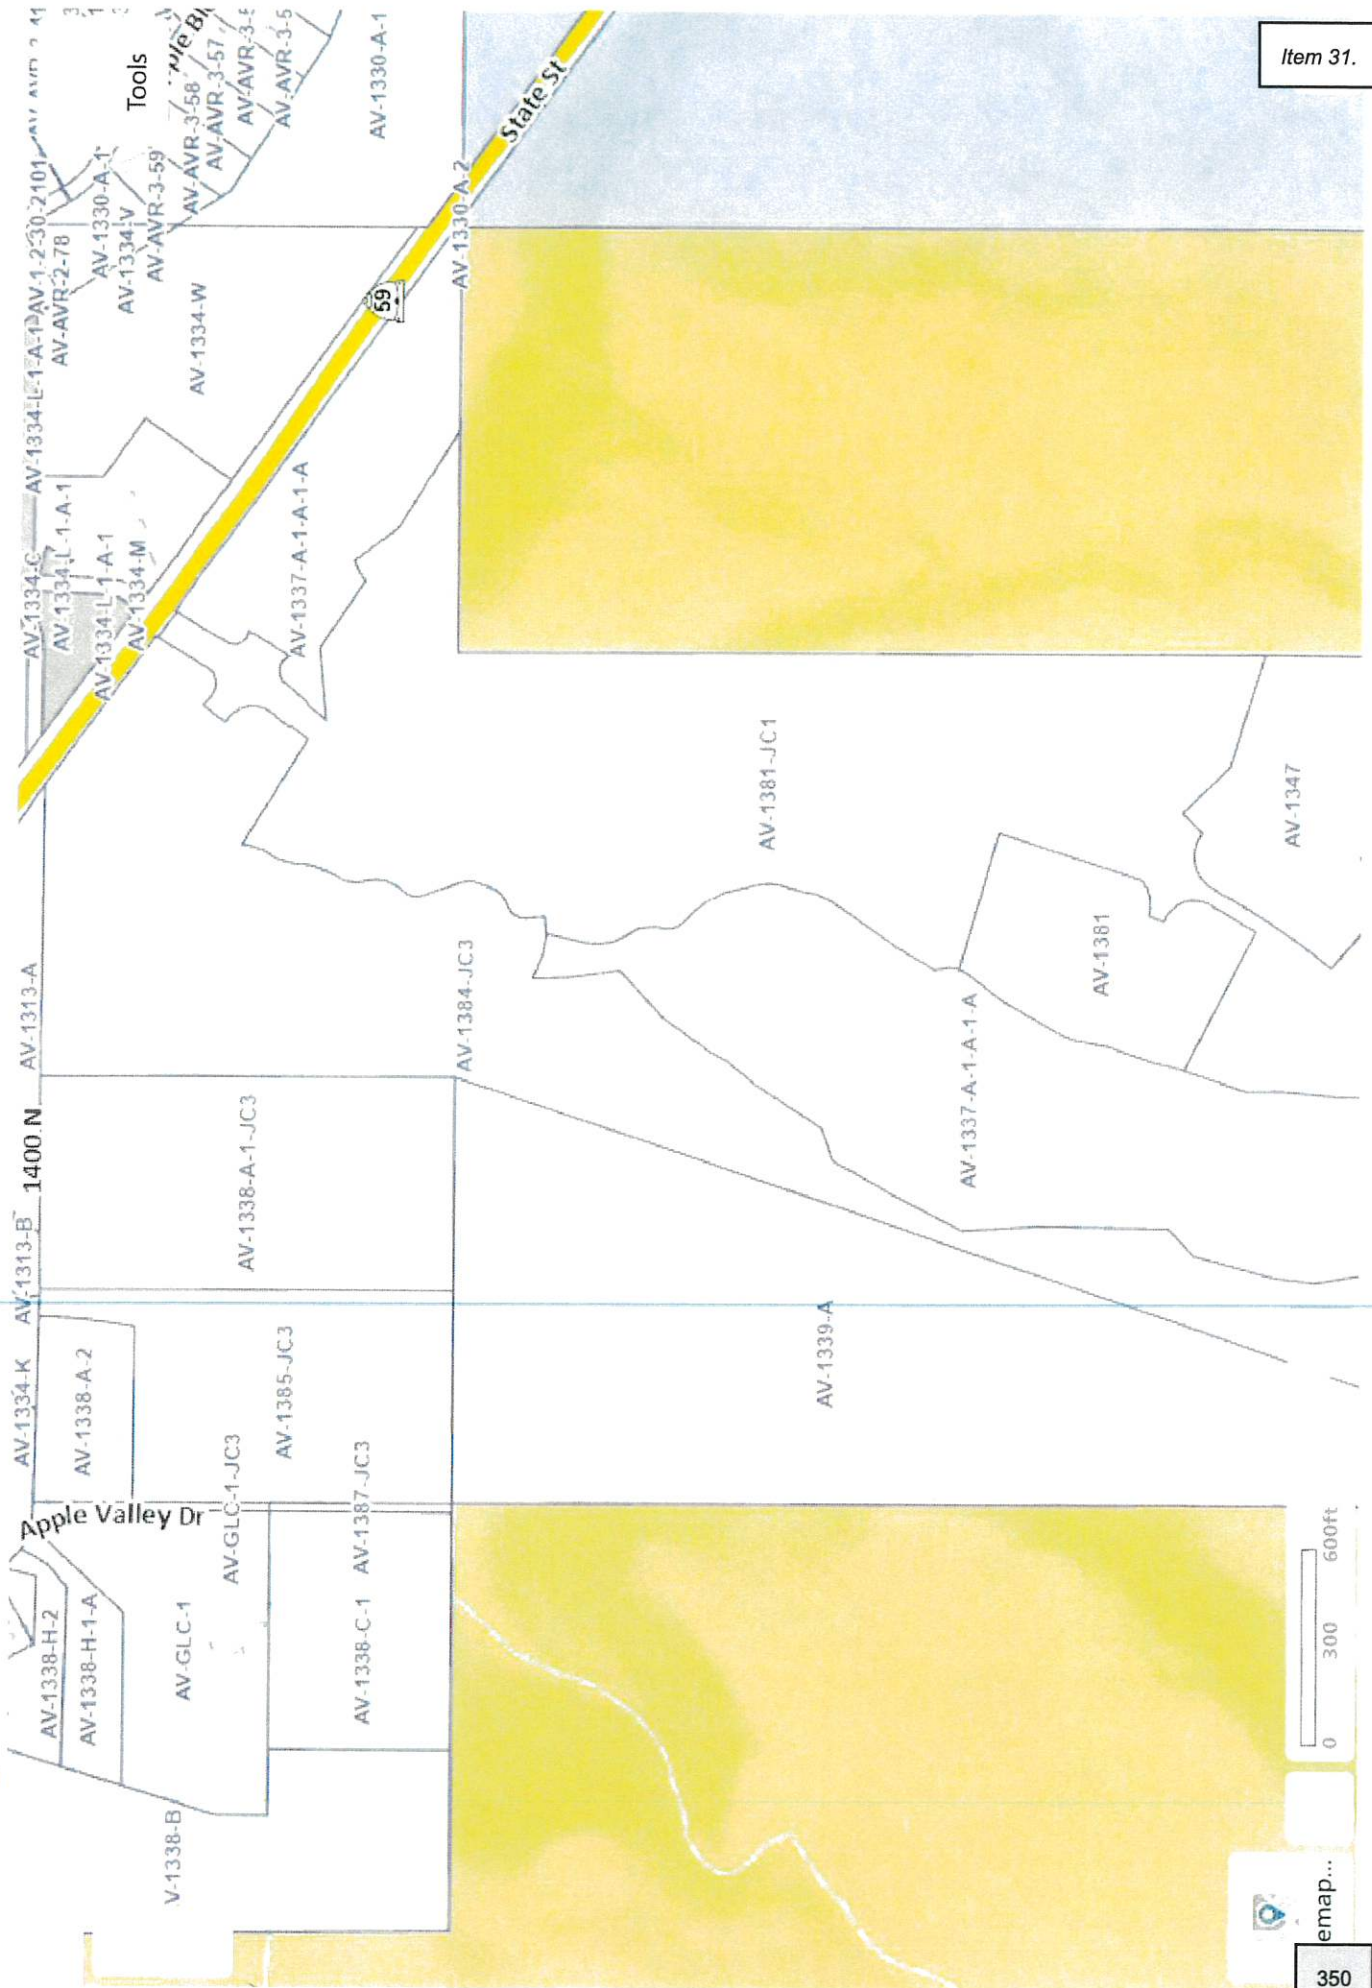 Item 31.
Tools
AV-AVR-3-58
AV-AVR-3-57
AV-1330-A-1
State St
AV-1330-A-2
59
AV-1330-A-1
AV-1334-V
AV-AVR-3-59
AV-AVR-2-78
AV-1334-W
AV-1334-L-1-A-1
AV-1334-L-1-A-1
AV-1334-L-1-A-1
AV-1334-M
AV-1337-A-1-A-1-A
AV-1313-A
1400 N
AV-1313-B
AV-1334-K
AV-1384-JC3
AV-1381-JC1
AV-1347
AV-1381
AV-1337-A-1-A-1-A
AV-1338-A-1-JC3
AV-1338-A-2
AV-1385-JC3
AV-1339-A
Apple Valley Dr
AV-GLC-1-JC3
AV-1387-JC3
AV-1338-H-2
AV-1338-H-1-A
AV-GLC-1
AV-1338-C-1
V-1338-B
0 300 600ft
emap...
350